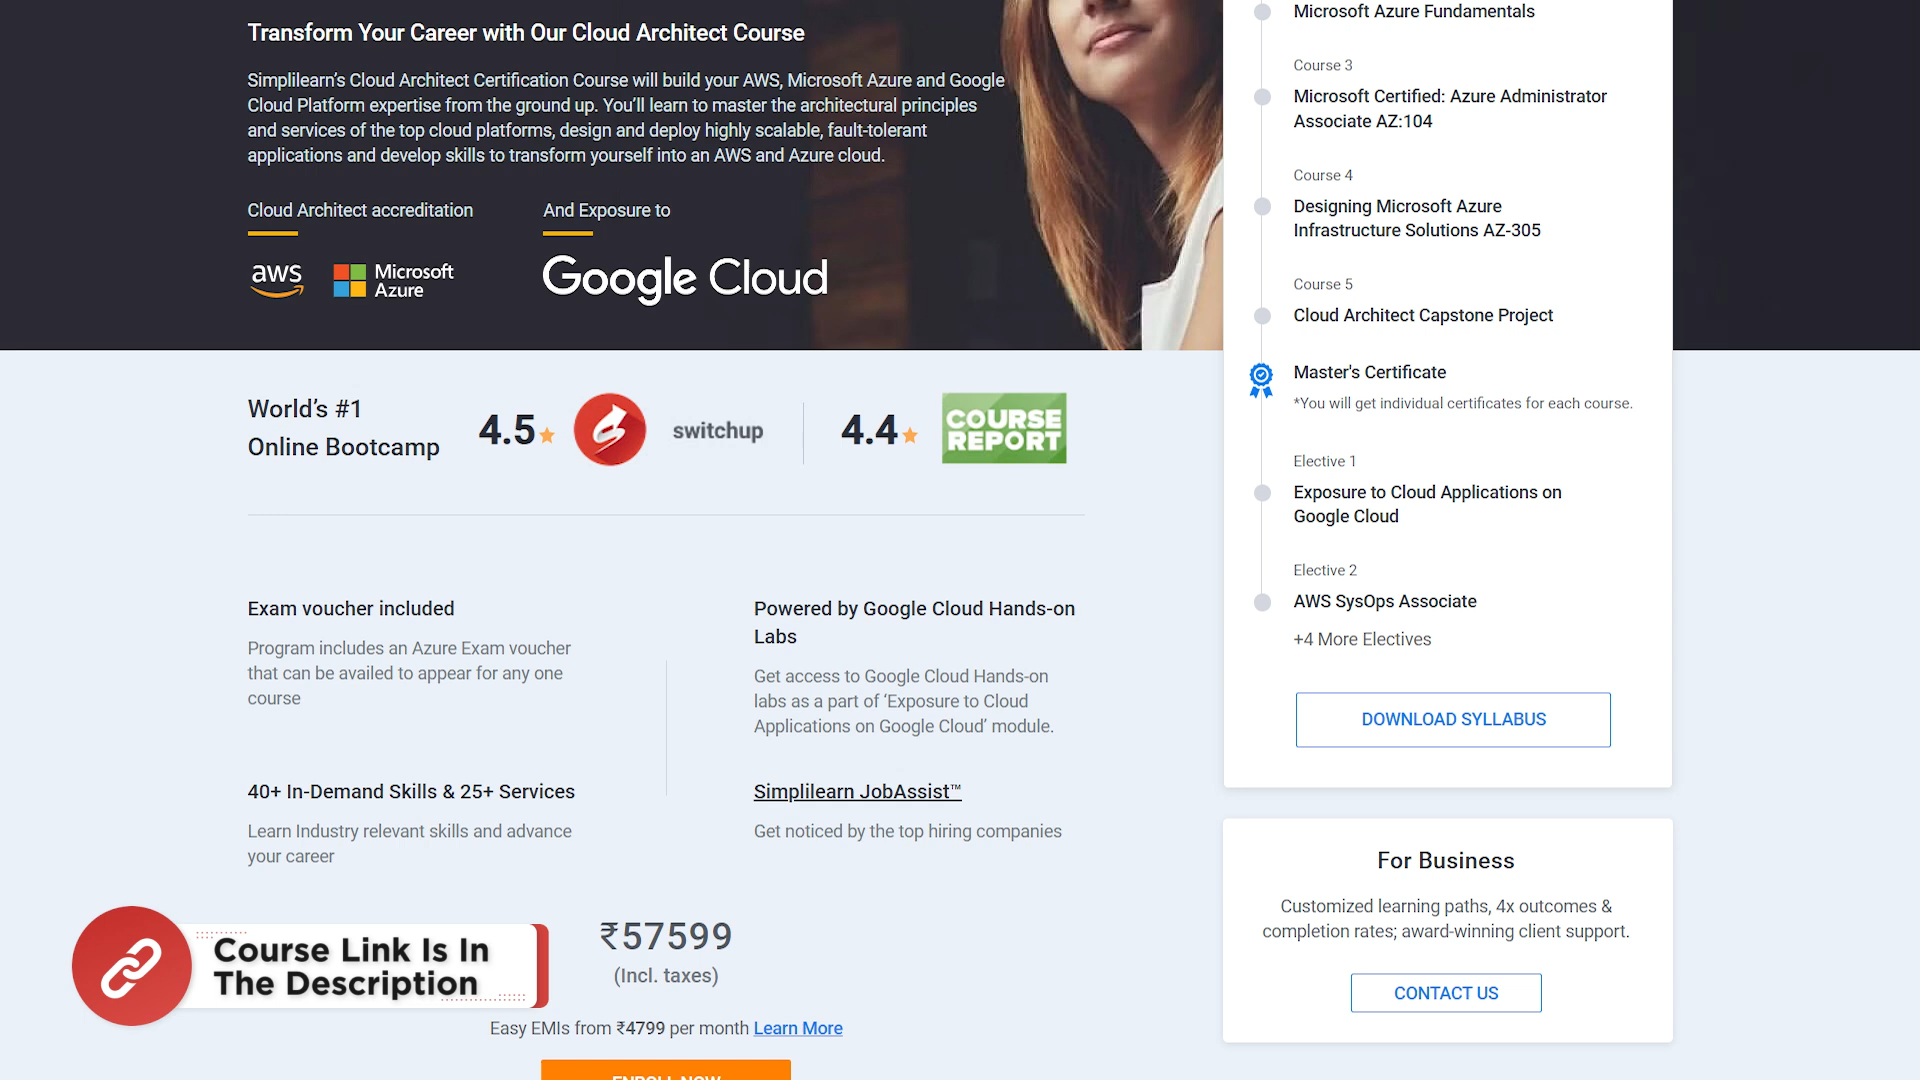 Transform Your Career with Our Cloud Architect Course
Simplilearn’s Cloud Architect Certification Course will build your AWS, Microsoft Azure and Google
Cloud Platform expertise from the ground up. You’ll learn to master the architectural principles
and services of the top cloud platforms, design and deploy highly scalable, fault-tolerant
applications and develop skills to transform yourself into an AWS and Azure cloud.
Cloud Architect accreditation
And Exposure to
aws
Microsoft
Azure
Google Cloud
World’s #1
Online Bootcamp
4.5
switchup
4.4
COURSE
REPORT
Exam voucher included
Program includes an Azure Exam voucher
that can be availed to appear for any one
course
Powered by Google Cloud Hands-on
Labs
Get access to Google Cloud Hands-on
labs as a part of ‘Exposure to Cloud
Applications on Google Cloud’ module.
40+ In-Demand Skills & 25+ Services
Learn Industry relevant skills and advance
your career
Simplilearn JobAssist™
Get noticed by the top hiring companies
Course Link Is In
The Description
₹57599
(Incl. taxes)
Easy EMIs from ₹4799 per month Learn More
ENROLL NOW
Microsoft Azure Fundamentals
Course 3
Microsoft Certified: Azure Administrator
Associate AZ:104
Course 4
Designing Microsoft Azure
Infrastructure Solutions AZ-305
Course 5
Cloud Architect Capstone Project
Master's Certificate
*You will get individual certificates for each course.
Elective 1
Exposure to Cloud Applications on
Google Cloud
Elective 2
AWS SysOps Associate
+4 More Electives
DOWNLOAD SYLLABUS
For Business
Customized learning paths, 4x outcomes &
completion rates; award-winning client support.
CONTACT US